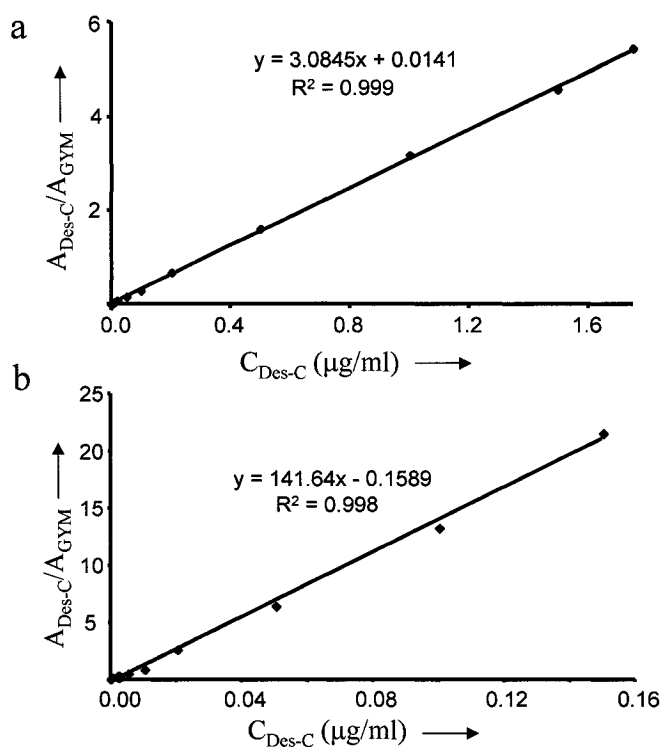 a
6
4
2
y = 3.0845x + 0.0141
R² = 0.999
A_Des-C/A_GYM
0.0 0.4 0.8 1.2 1.6
C_Des-C (μg/ml)
b
25
20
15
10
5
y = 141.64x - 0.1589
R² = 0.998
A_Des-C/A_GYM
0.00 0.04 0.08 0.12 0.16
C_Des-C (μg/ml)